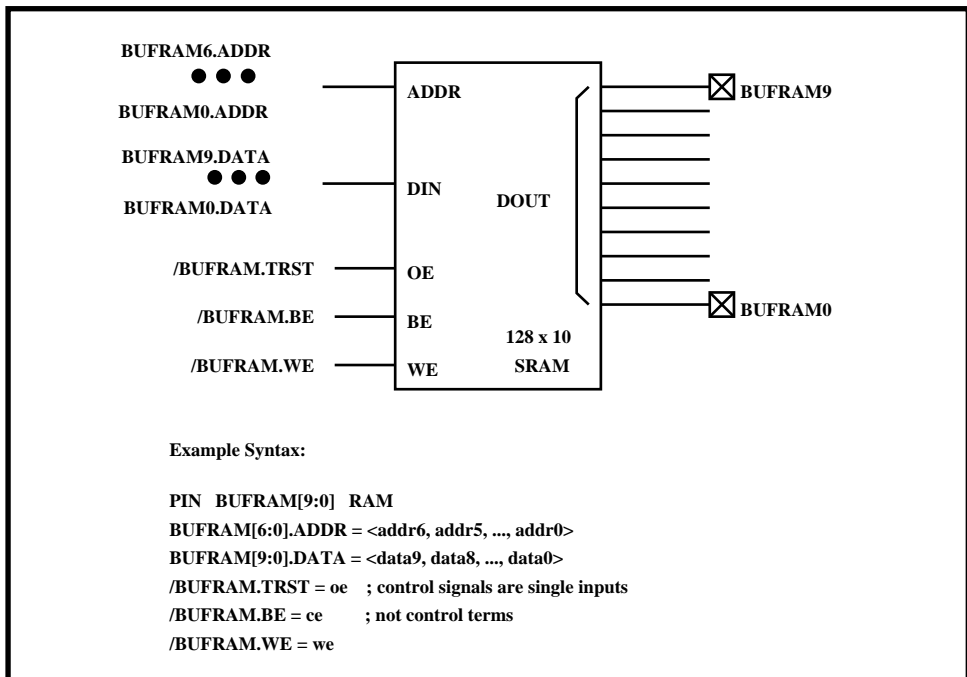 BUFRAM6.ADDR
BUFRAM0.ADDR
BUFRAM9.DATA
BUFRAM0.DATA
/BUFRAM.TRST
/BUFRAM.BE
/BUFRAM.WE
ADDR
DIN
OE
BE
WE
DOUT
128 x 10
SRAM
BUFRAM9
BUFRAM0
Example Syntax:
PIN BUFRAM[9:0] RAM
BUFRAM[6:0].ADDR = <addr6, addr5, ..., addr0>
BUFRAM[9:0].DATA = <data9, data8, ..., data0>
/BUFRAM.TRST = oe ; control signals are single inputs
/BUFRAM.BE = ce ; not control terms
/BUFRAM.WE = we